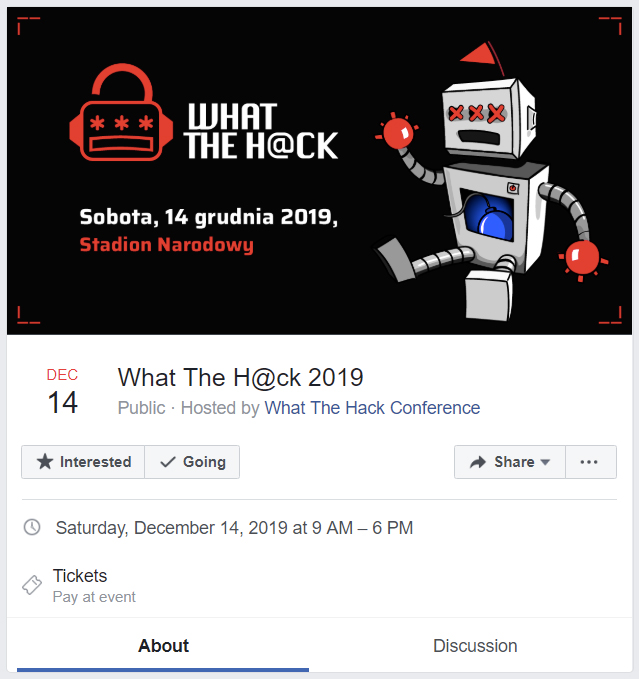 WHAT
THE H@CK
Sobota, 14 grudnia 2019,
Stadion Narodowy
DEC
14
What The H@ck 2019
Public · Hosted by What The Hack Conference
Interested
Going
Share
Saturday, December 14, 2019 at 9 AM – 6 PM
Tickets
Pay at event
About
Discussion